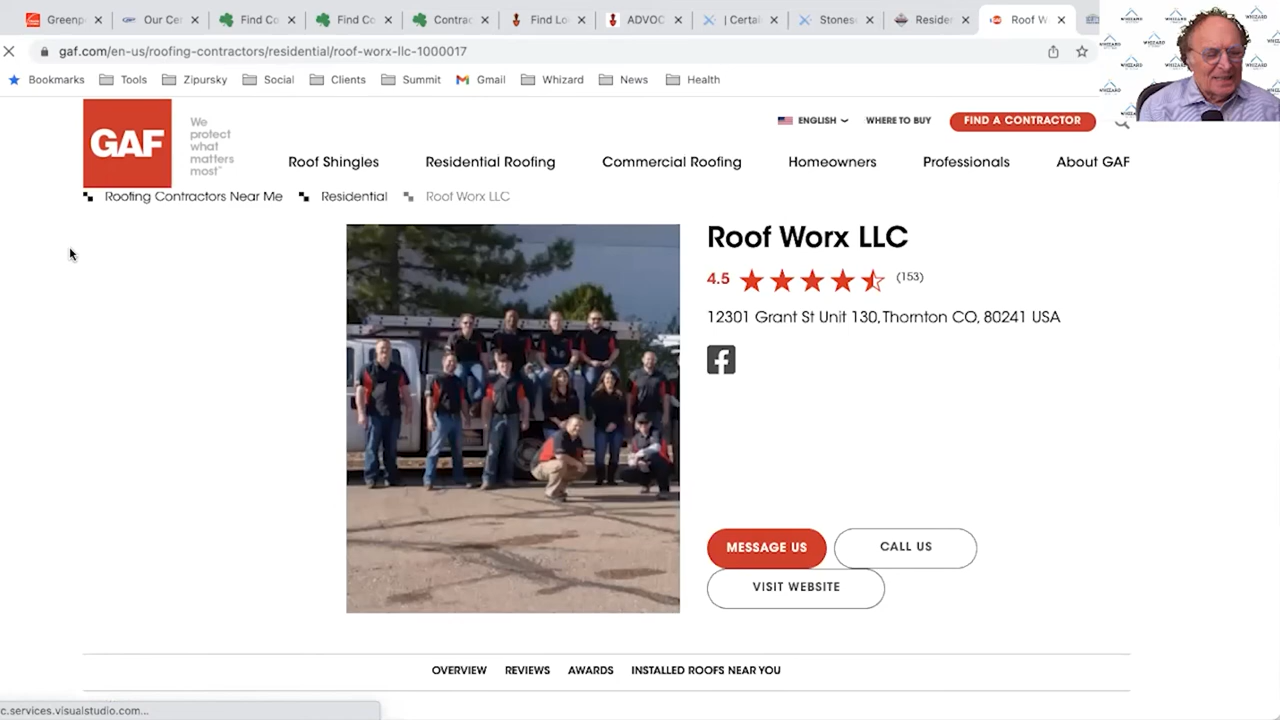 Greenp
Our Ce
Find Co
Find Co
Contrac
Find Lo
ADVOC
| Certai
Stones
Reside
Roof W
gaf.com/en-us/roofing-contractors/residential/roof-worx-llc-1000017
Bookmarks Tools Zipursky Social Clients Summit Gmail Whizard News Health
WHIZARD
GAF
We
protect
what
matters
most™
ENGLISH WHERE TO BUY FIND A CONTRACTOR
Roof Shingles Residential Roofing Commercial Roofing Homeowners Professionals About GAF
Roofing Contractors Near Me Residential Roof Worx LLC
Roof Worx LLC
4.5 (153)
12301 Grant St Unit 130, Thornton CO, 80241 USA
MESSAGE US CALL US
VISIT WEBSITE
OVERVIEW REVIEWS AWARDS INSTALLED ROOFS NEAR YOU
c.services.visualstudio.com...